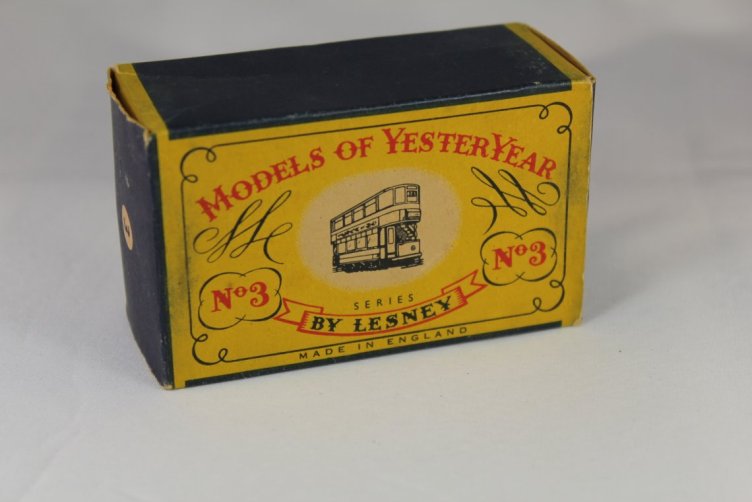 MODELS OF YESTERYEAR
Nº3
Nº3
SERIES
BY LESNEY
MADE IN ENGLAND